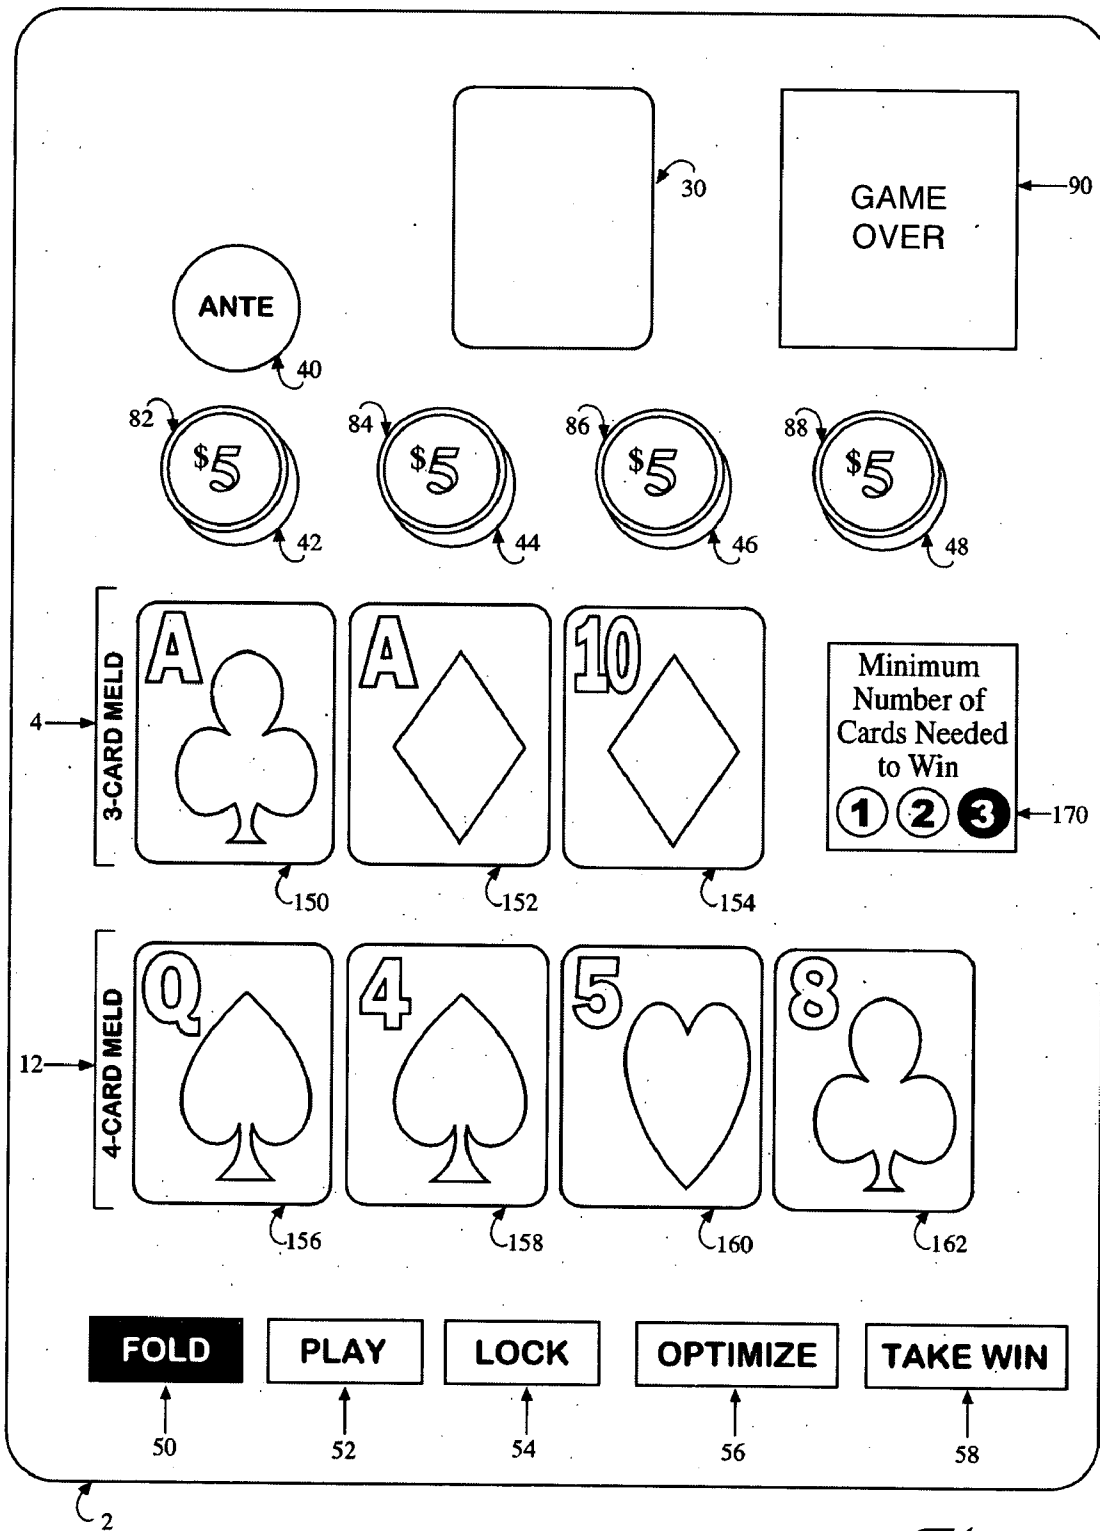 30
GAME
OVER
90
ANTE
40
82
$5
42
84
$5
44
86
$5
46
88
$5
48
4
3-CARD MELD
A
150
A
152
10
154
Minimum
Number of
Cards Needed
to Win
1 2 3
170
12
4-CARD MELD
Q
156
4
158
5
160
8
162
FOLD
PLAY
LOCK
OPTIMIZE
TAKE WIN
50
52
54
56
58
2